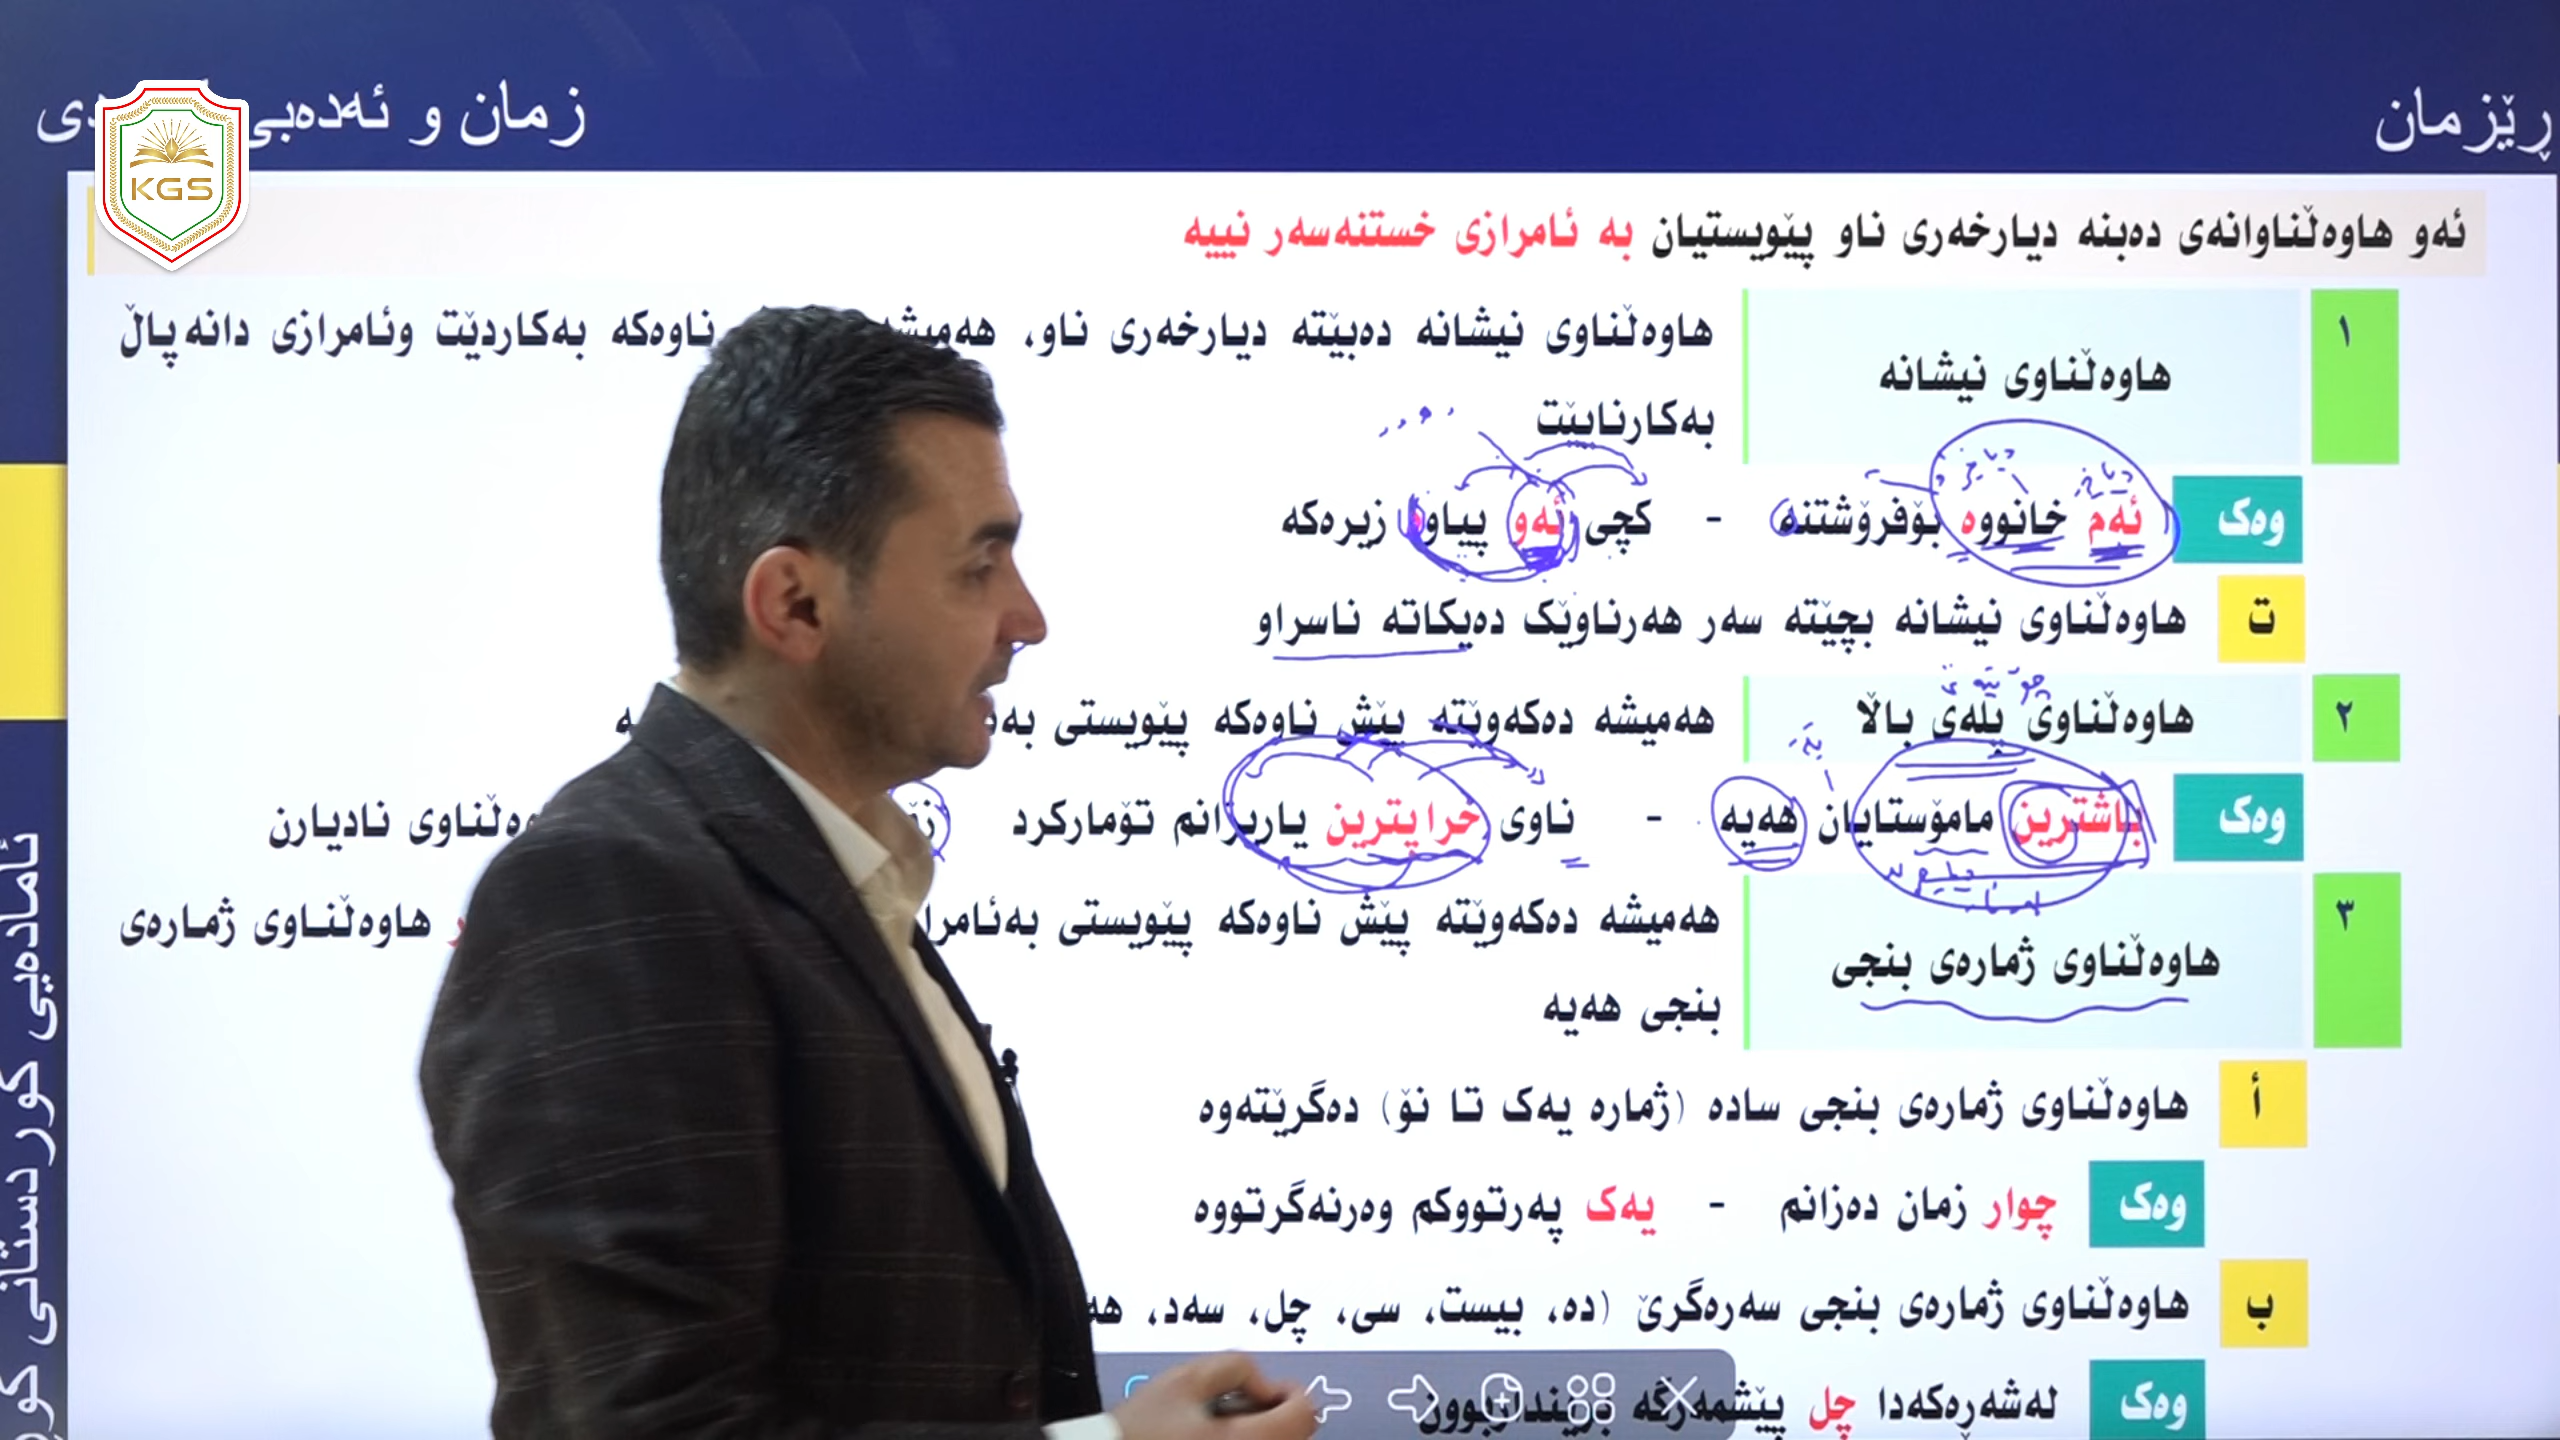 ڕێزمان
زمان و ئەدەبی
KGS
ئەو هاوەڵناوانەی دەبنە دیارخەری ناو پێویستیان بە ئامرازی خستنەسەر نییە
١
هاوەڵناوی نیشانە
هاوەڵناوی نیشانە دەبێتە دیارخەری ناو، هەمیشە ناوەکە بەکاردێت وئامرازی دانەپاڵ
بەکارنایێت
وەک
ئەم خانووە بۆفرۆشتنە - کچی ئەو پیاوە زیرەکە
ت
هاوەڵناوی نیشانە بچێتە سەر هەرناوێک دەیکاتە ناسراو
٢
هاوەڵناوی پلەی باڵا
هەمیشە دەکەوێتە پێش ناوەکە پێویستی
وەک
باشترین مامۆستایان هەیە - ناوی خراپترین یاریزانم تۆمارکرد نادیارن
٣
هاوەڵناوی ژمارەی بنجی
هەمیشە دەکەوێتە پێش ناوەکە پێویستی هاوەڵناوی ژمارەی
بنجی هەیە
أ
هاوەڵناوی ژمارەی بنجی سادە (ژمارە یەک تا نۆ) دەگرێتەوە
وەک
چوار زمان دەزانم - یەک پەرتووکم وەرنەگرتووە
ب
هاوەڵناوی ژمارەی بنجی سەرەگرێ (دە، بیست، سی، چل، سەد،
وەک
لەشەڕەکەدا چل پێشمەرگە برینداربوون
ئامادەیی کوردستانی